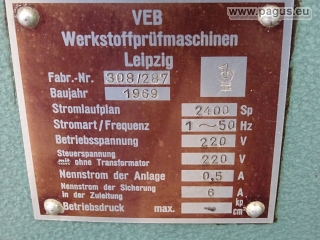 www.pagus.eu
VEB
Werkstoffprüfmaschinen
Leipzig
Fabr.-Nr. 308/287
Baujahr 1969
Stromlaufplan 2400 Sp
Stromart/Frequenz 1~50 Hz
Betriebsspannung 220 V
Steuerspannung
mit ohne Transformator 220 V
Nennstrom der Anlage 0,5 A
Nennstrom der Sicherung
in der Zuleitung 6 A
Betriebsdruck max. - kp/cm²